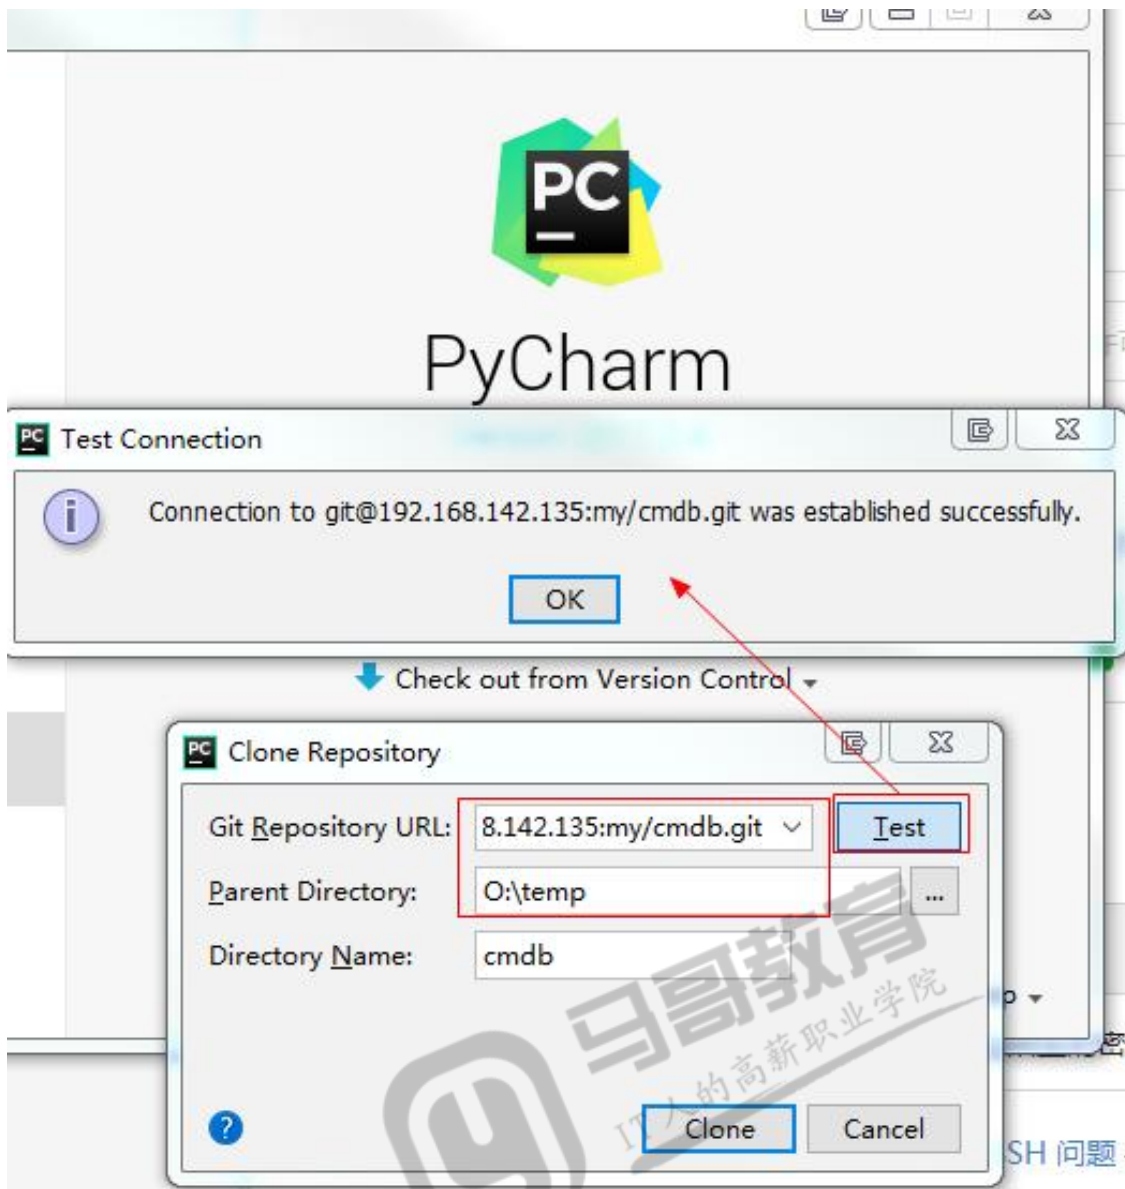 PC
PyCharm
PC Test Connection
Connection to git@192.168.142.135:my/cmdb.git was established successfully.
OK
Check out from Version Control
PC Clone Repository
Git Repository URL: 8.142.135:my/cmdb.git Test
Parent Directory: O:\temp ...
Directory Name: cmdb
马哥教育
IT人的高薪职业学院
p
密
? Clone Cancel
SH 问题